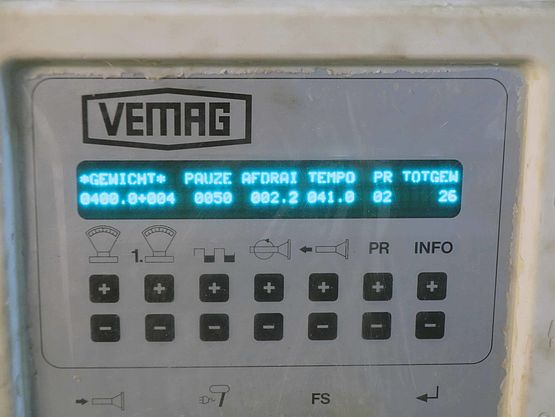 VEMAG
*GEWICHT* PAUZE AFDRAI TEMPO PR TOTGEW
0400.0+004 0050 002.2 041.0 02 26
1. PR INFO
+ + + + + + +
- - - - - - -
FS